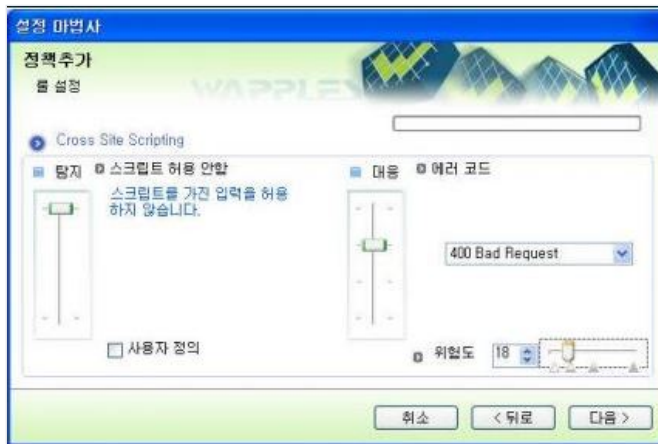 설정 마법사
정책추가
룰 설정
WAPPLES
Cross Site Scripting
탐지 스크립트 허용 안함
스크립트를 가진 입력을 허용
하지 않습니다.
사용자 정의
대응 에러 코드
400 Bad Request
위험도 18
취소 < 뒤로 다음 >